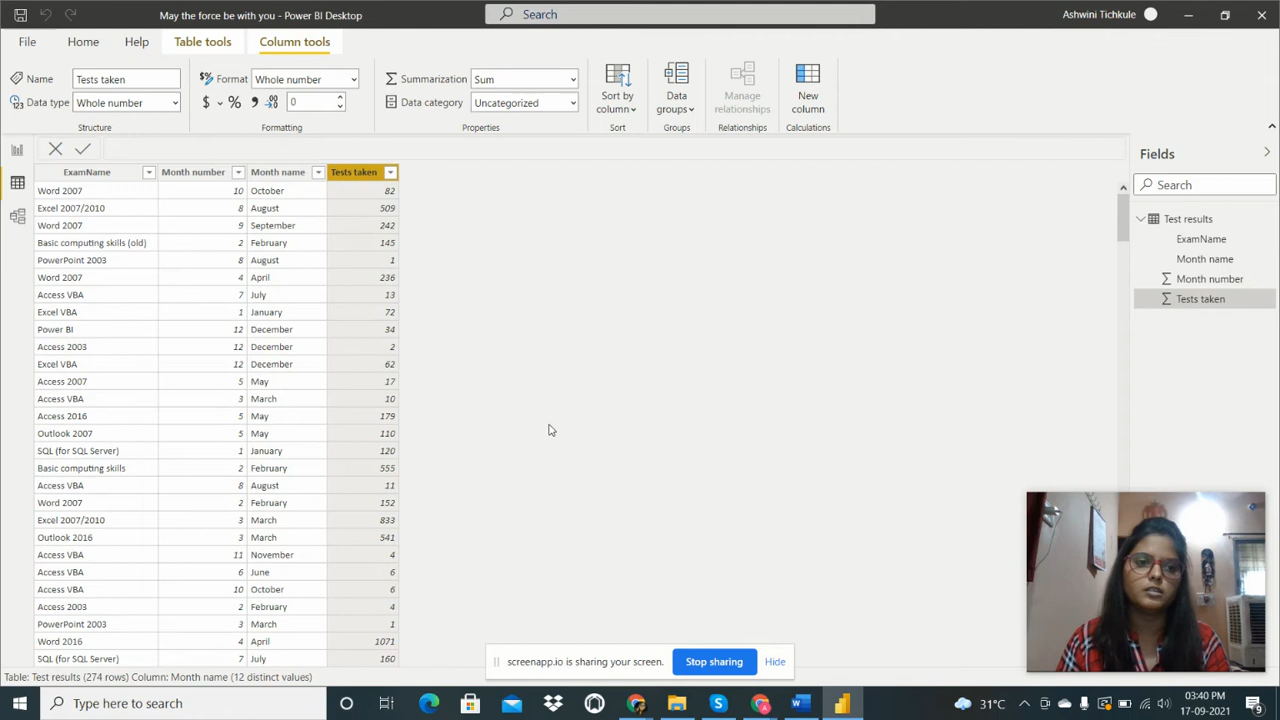 May the force be with you - Power BI Desktop
Search
Ashwini Tichkule
File Home Help Table tools Column tools
Name Tests taken
Format Whole number
Summarization Sum
Data type Whole number
$ % 0
Data category Uncategorized
Sort by column
Data groups
Manage relationships
New column
Structure Formatting Properties Sort Groups Relationships Calculations
ExamName Month number Month name Tests taken
Word 2007 10 October 82
Excel 2007/2010 8 August 509
Word 2007 9 September 242
Basic computing skills (old) 2 February 145
PowerPoint 2003 8 August 1
Word 2007 4 April 236
Access VBA 7 July 13
Excel VBA 1 January 72
Power BI 12 December 34
Access 2003 12 December 2
Excel VBA 12 December 62
Access 2007 5 May 17
Access VBA 3 March 10
Access 2016 5 May 179
Outlook 2007 5 May 110
SQL (for SQL Server) 1 January 120
Basic computing skills 2 February 555
Access VBA 8 August 11
Word 2007 2 February 152
Excel 2007/2010 3 March 833
Outlook 2016 3 March 541
Access VBA 11 November 4
Access VBA 6 June 6
Access VBA 10 October 6
Access 2003 2 February 4
PowerPoint 2003 3 March 1
Word 2016 4 April 1071
SQL (for SQL Server) 7 July 160
Fields
Search
Test results
ExamName
Month name
Month number
Tests taken
screenapp.io is sharing your screen. Stop sharing Hide
Table: Test results (274 rows) Column: Month name (12 distinct values)
Type here to search
31°C
03:40 PM
17-09-2021